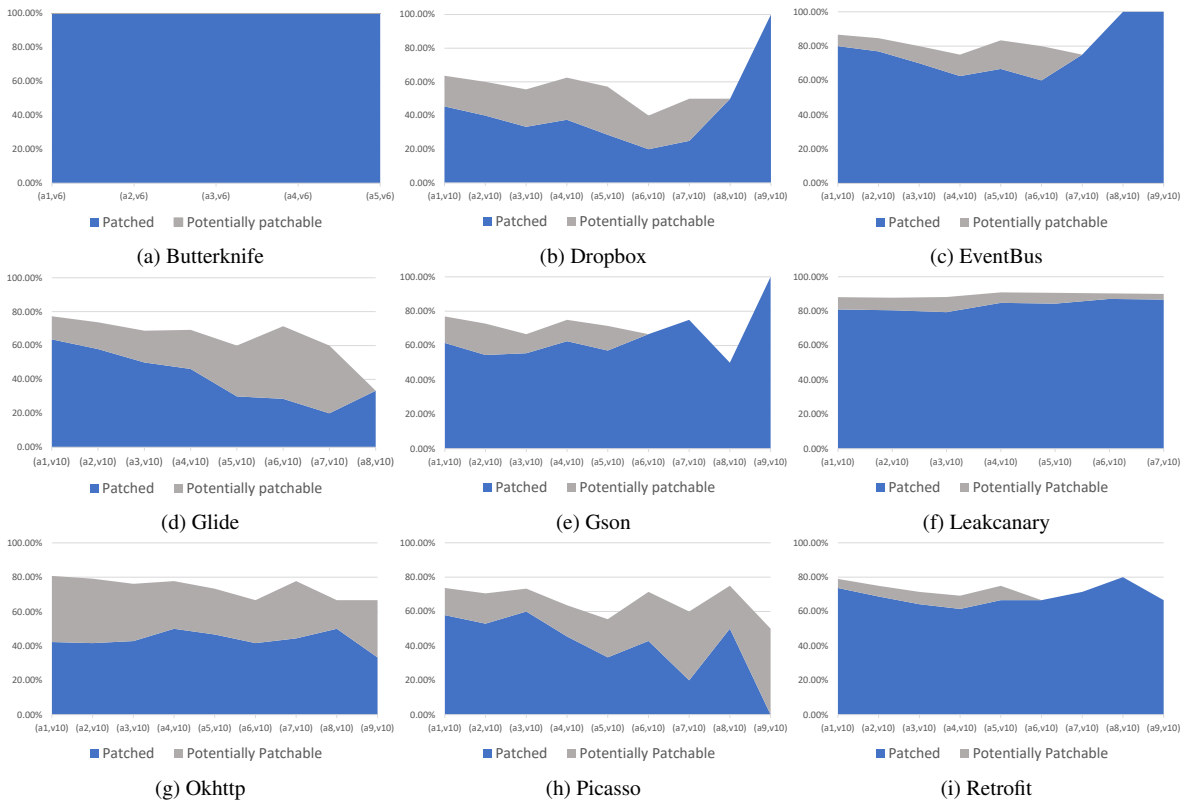 100.00% 100.00% 100.00%
80.00% 80.00% 80.00%
60.00% 60.00% 60.00%
40.00% 40.00% 40.00%
20.00% 20.00% 20.00%
0.00% 0.00% 0.00%
(a1,v6) (a2,v6) (a3,v6) (a4,v6) (a5,v6) (a1,v10) (a2,v10) (a3,v10) (a4,v10) (a5,v10) (a6,v10) (a7,v10) (a8,v10) (a9,v10) (a1,v10) (a2,v10) (a3,v10) (a4,v10) (a5,v10) (a6,v10) (a7,v10) (a8,v10) (a9,v10)
Patched Potentially patchable Patched Potentially patchable Patched Potentially patchable
(a) Butterknife (b) Dropbox (c) EventBus
100.00% 100.00% 100.00%
80.00% 80.00% 80.00%
60.00% 60.00% 60.00%
40.00% 40.00% 40.00%
20.00% 20.00% 20.00%
0.00% 0.00% 0.00%
(a1,v10) (a2,v10) (a3,v10) (a4,v10) (a5,v10) (a6,v10) (a7,v10) (a8,v10) (a1,v10) (a2,v10) (a3,v10) (a4,v10) (a5,v10) (a6,v10) (a7,v10) (a8,v10) (a9,v10) (a1,v10) (a2,v10) (a3,v10) (a4,v10) (a5,v10) (a6,v10) (a7,v10)
Patched Potentially patchable Patched Potentially patchable Patched Potentially Patchable
(d) Glide (e) Gson (f) Leakcanary
100.00% 100.00% 100.00%
80.00% 80.00% 80.00%
60.00% 60.00% 60.00%
40.00% 40.00% 40.00%
20.00% 20.00% 20.00%
0.00% 0.00% 0.00%
(a1,v10) (a2,v10) (a3,v10) (a4,v10) (a5,v10) (a6,v10) (a7,v10) (a8,v10) (a9,v10) (a1,v10) (a2,v10) (a3,v10) (a4,v10) (a5,v10) (a6,v10) (a7,v10) (a8,v10) (a9,v10) (a1,v10) (a2,v10) (a3,v10) (a4,v10) (a5,v10) (a6,v10) (a7,v10) (a8,v10) (a9,v10)
Patched Potentially Patchable Patched Potentially Patchable Patched Potentially Patchable
(g) Okhttp (h) Picasso (i) Retrofit